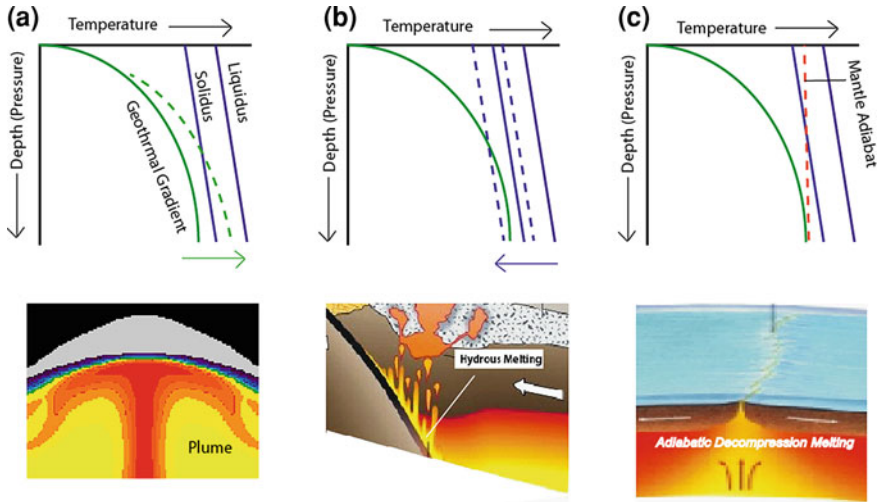 (a)
Temperature
Depth (Pressure)
Geothrmal Gradient
Solidus
Liquidus
(b)
Temperature
Depth (Pressure)
(c)
Temperature
Depth (Pressure)
Mantle Adiabat
Plume
Hydrous Melting
Adiabatic Decompression Melting